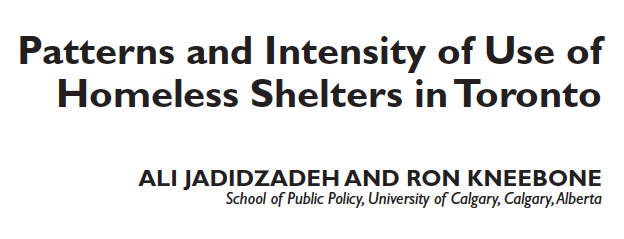 Patterns and Intensity of Use of
Homeless Shelters in Toronto
ALI JADIDZADEH AND RON KNEEBONE
School of Public Policy, University of Calgary, Calgary, Alberta